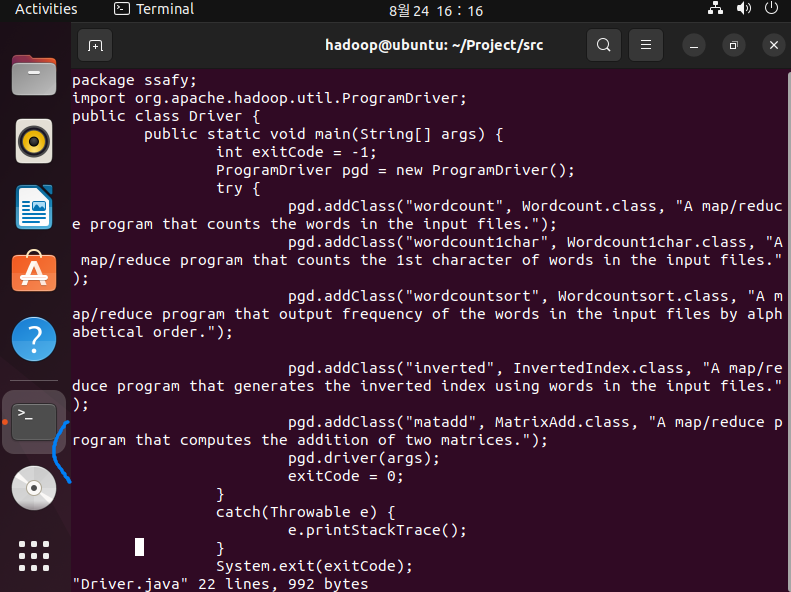 Activities Terminal 8월 24 16 : 16
hadoop@ubuntu: ~/Project/src
package ssafy;
import org.apache.hadoop.util.ProgramDriver;
public class Driver {
        public static void main(String[] args) {
                int exitCode = -1;
                ProgramDriver pgd = new ProgramDriver();
                try {
                        pgd.addClass("wordcount", Wordcount.class, "A map/reduc
e program that counts the words in the input files.");
                        pgd.addClass("wordcount1char", Wordcount1char.class, "A
 map/reduce program that counts the 1st character of words in the input files."
);
                        pgd.addClass("wordcountsort", Wordcountsort.class, "A m
ap/reduce program that output frequency of the words in the input files by alph
abetical order.");
                        pgd.addClass("inverted", InvertedIndex.class, "A map/re
duce program that generates the inverted index using words in the input files."
);
                        pgd.addClass("matadd", MatrixAdd.class, "A map/reduce p
rogram that computes the addition of two matrices.");
                        pgd.driver(args);
                        exitCode = 0;
                }
                catch(Throwable e) {
                        e.printStackTrace();
                }
                System.exit(exitCode);
"Driver.java" 22 lines, 992 bytes